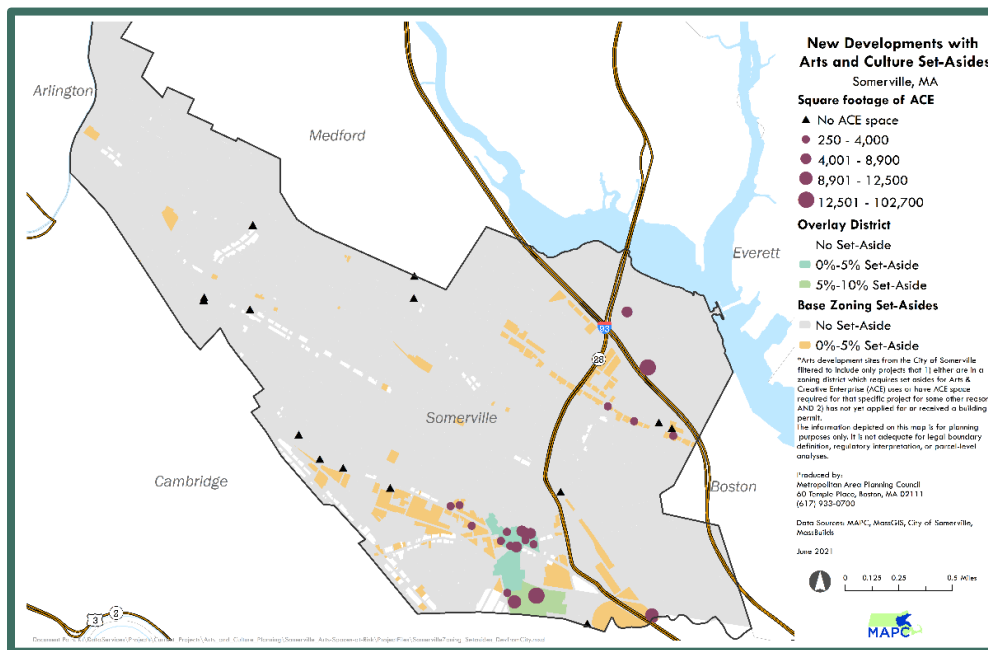 New Developments with
Arts and Culture Set-Asides
Somerville, MA
Square footage of ACE
No ACE space
250 - 4,000
4,001 - 8,900
8,901 - 12,500
12,501 - 102,700
Overlay District
No Set-Aside
0%-5% Set-Aside
5%-10% Set-Aside
Base Zoning Set-Asides
No Set-Aside
0%-5% Set-Aside
*Arts development sites from the City of Somerville
filtered to include only projects that 1) either are in a
zoning district which requires set asides for Arts &
Creative Enterprise (ACE) uses or have ACE space
required for that specific project for some other reason
AND 2) has not yet applied for or received a building
permit.
The information depicted on this map is for planning
purposes only. It is not adequate for legal boundary
definition, regulatory interpretation, or parcel-level
analyses.
Produced by:
Metropolitan Area Planning Council
60 Temple Place, Boston, MA 02111
(617) 933-0700
Data Sources: MAPC, MassGIS, City of Somerville,
MassBuilds
June 2021
0 0.125 0.25 0.5 Miles
MAPC
Arlington
Medford
Everett
93
28
Somerville
Cambridge
Boston
3 2